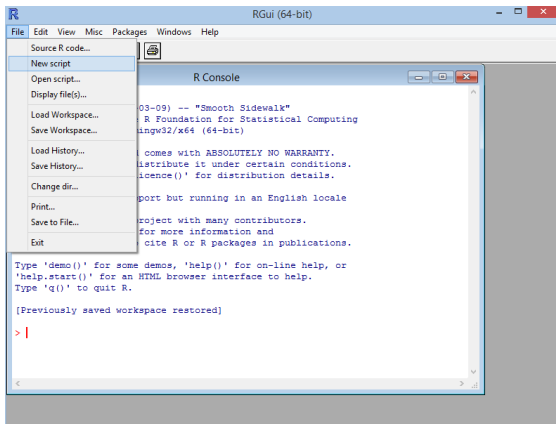 RGui (64-bit)
File Edit View Misc Packages Windows Help
Source R code...
New script
Open script...
Display file(s)...
Load Workspace...
Save Workspace...
Load History...
Save History...
Change dir...
Print...
Save to File...
Exit
R Console
03-09) -- "Smooth Sidewalk"
R Foundation for Statistical Computing
ingw32/x64 (64-bit)
comes with ABSOLUTELY NO WARRANTY.
istribute it under certain conditions.
icence()' for distribution details.
port but running in an English locale
roject with many contributors.
for more information and
cite R or R packages in publications.
Type 'demo()' for some demos, 'help()' for on-line help, or
'help.start()' for an HTML browser interface to help.
Type 'q()' to quit R.
[Previously saved workspace restored]
>